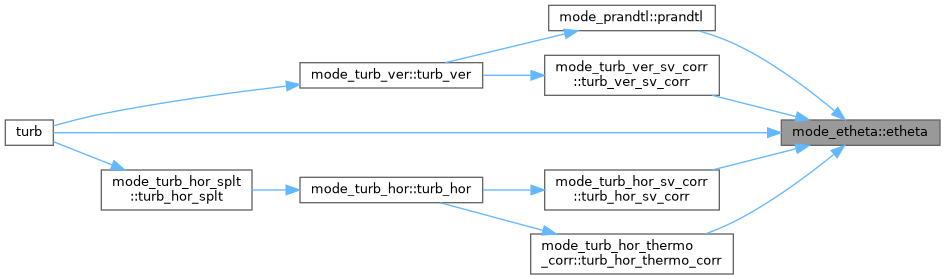 mode_prandtl::prandtl
mode_turb_ver::turb_ver
mode_turb_ver_sv_corr
::turb_ver_sv_corr
turb
mode_etheta::etheta
mode_turb_hor_splt
::turb_hor_splt
mode_turb_hor::turb_hor
mode_turb_hor_sv_corr
::turb_hor_sv_corr
mode_turb_hor_thermo
_corr::turb_hor_thermo_corr